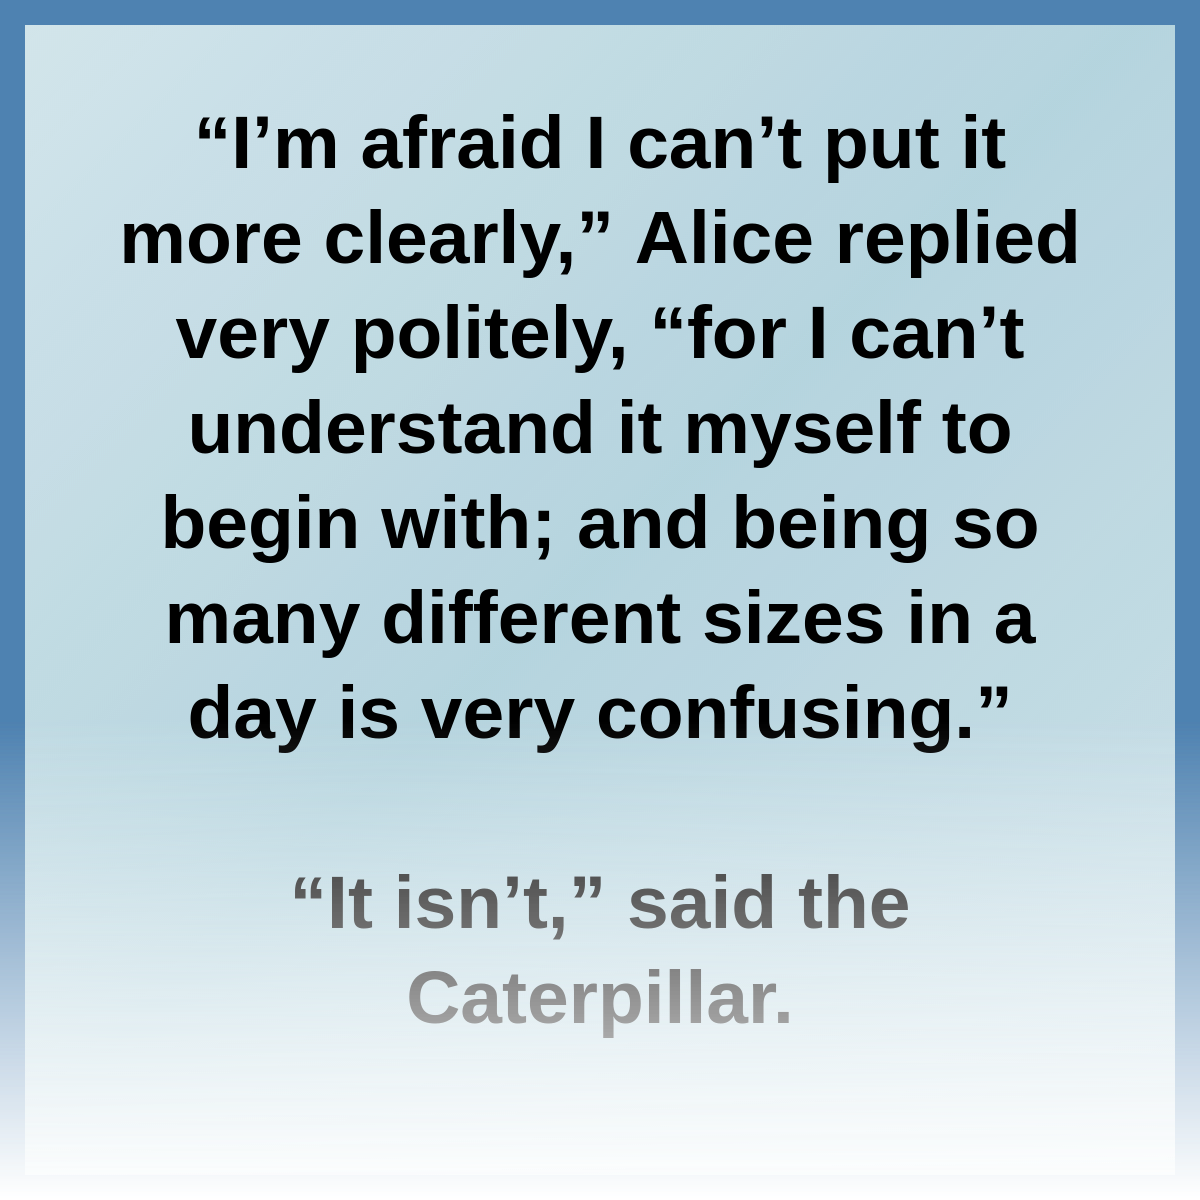 “I’m afraid I can’t put it
more clearly,” Alice replied
very politely, “for I can’t
understand it myself to
begin with; and being so
many different sizes in a
day is very confusing.”
“It isn’t,” said the
Caterpillar.